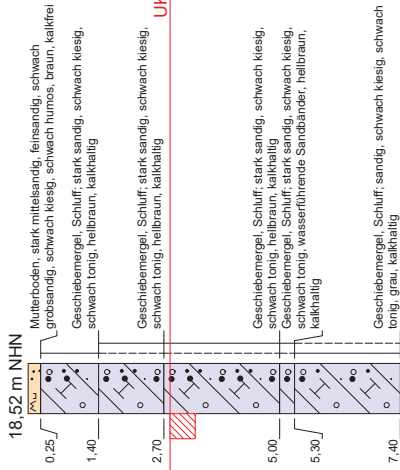 18,52 m NHN
Mu
0,25
Mutterboden, stark mittelsandig, feinsandig, schwach
grobsandig, schwach kiesig, schwach humos, braun, kalkfrei
1,40
Geschiebemergel, Schluff; stark sandig, schwach kiesig,
schwach tonig, hellbraun, kalkhaltig
2,70
Geschiebemergel, Schluff; stark sandig, schwach kiesig,
schwach tonig, hellbraun, kalkhaltig
5,00
Geschiebemergel, Schluff; stark sandig, schwach kiesig,
schwach tonig, hellbraun, kalkhaltig
5,30
Geschiebemergel, Schluff; stark sandig, schwach kiesig,
schwach tonig, wasserführende Sandbänder, hellbraun,
kalkhaltig
7,40
Geschiebemergel, Schluff; sandig, schwach kiesig, schwach
tonig, grau, kalkhaltig